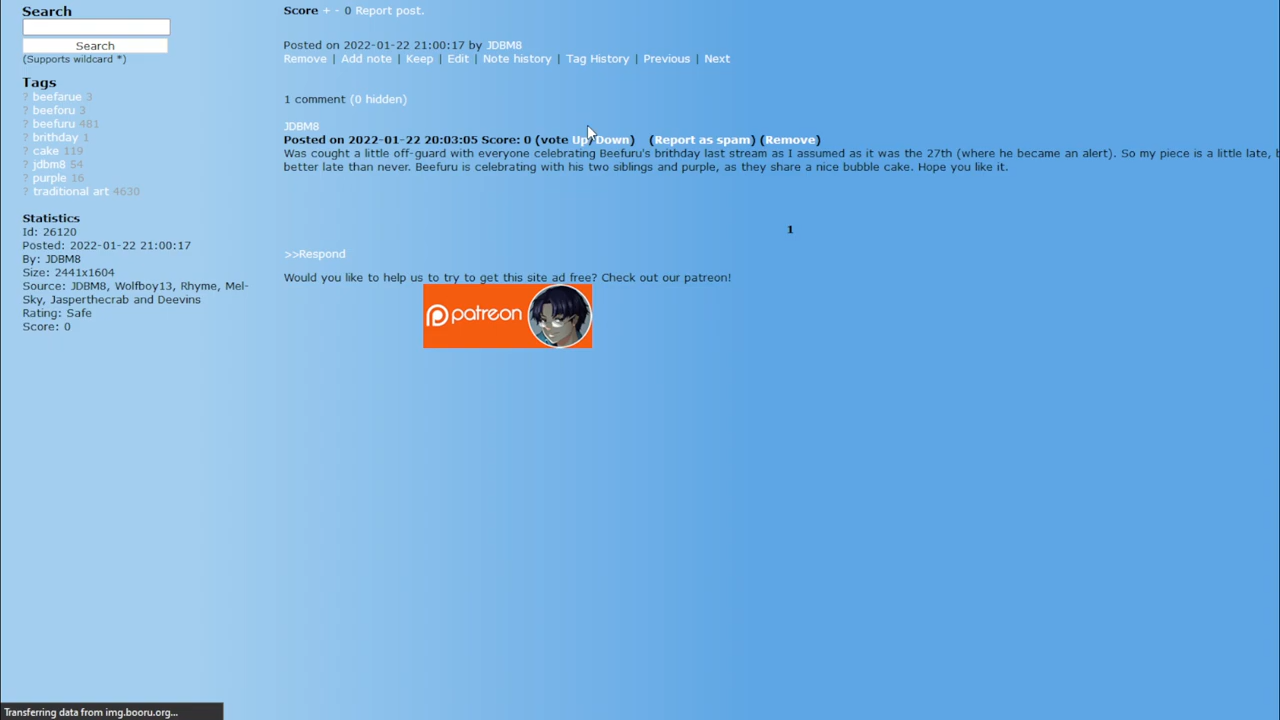 Search
Score + - 0 Report post.
Search
(Supports wildcard *)
Posted on 2022-01-22 21:00:17 by JDBM8
Remove | Add note | Keep | Edit | Note history | Tag History | Previous | Next
Tags
? beefarue 3
? beeforu 3
? beefuru 481
? brithday 1
? cake 119
? jdbm8 54
? purple 16
? traditional art 4630
1 comment (0 hidden)
JDBM8
Posted on 2022-01-22 20:03:05 Score: 0 (vote Up/Down) (Report as spam) (Remove)
Was cought a little off-guard with everyone celebrating Beefuru's brithday last stream as I assumed as it was the 27th (where he became an alert). So my piece is a little late, b
better late than never. Beefuru is celebrating with his two siblings and purple, as they share a nice bubble cake. Hope you like it.
Statistics
Id: 26120
Posted: 2022-01-22 21:00:17
By: JDBM8
Size: 2441x1604
Source: JDBM8, Wolfboy13, Rhyme, Mel-
Sky, Jasperthecrab and Deevins
Rating: Safe
Score: 0
1
>>Respond
Would you like to help us to try to get this site ad free? Check out our patreon!
patreon
Transferring data from img.booru.org...